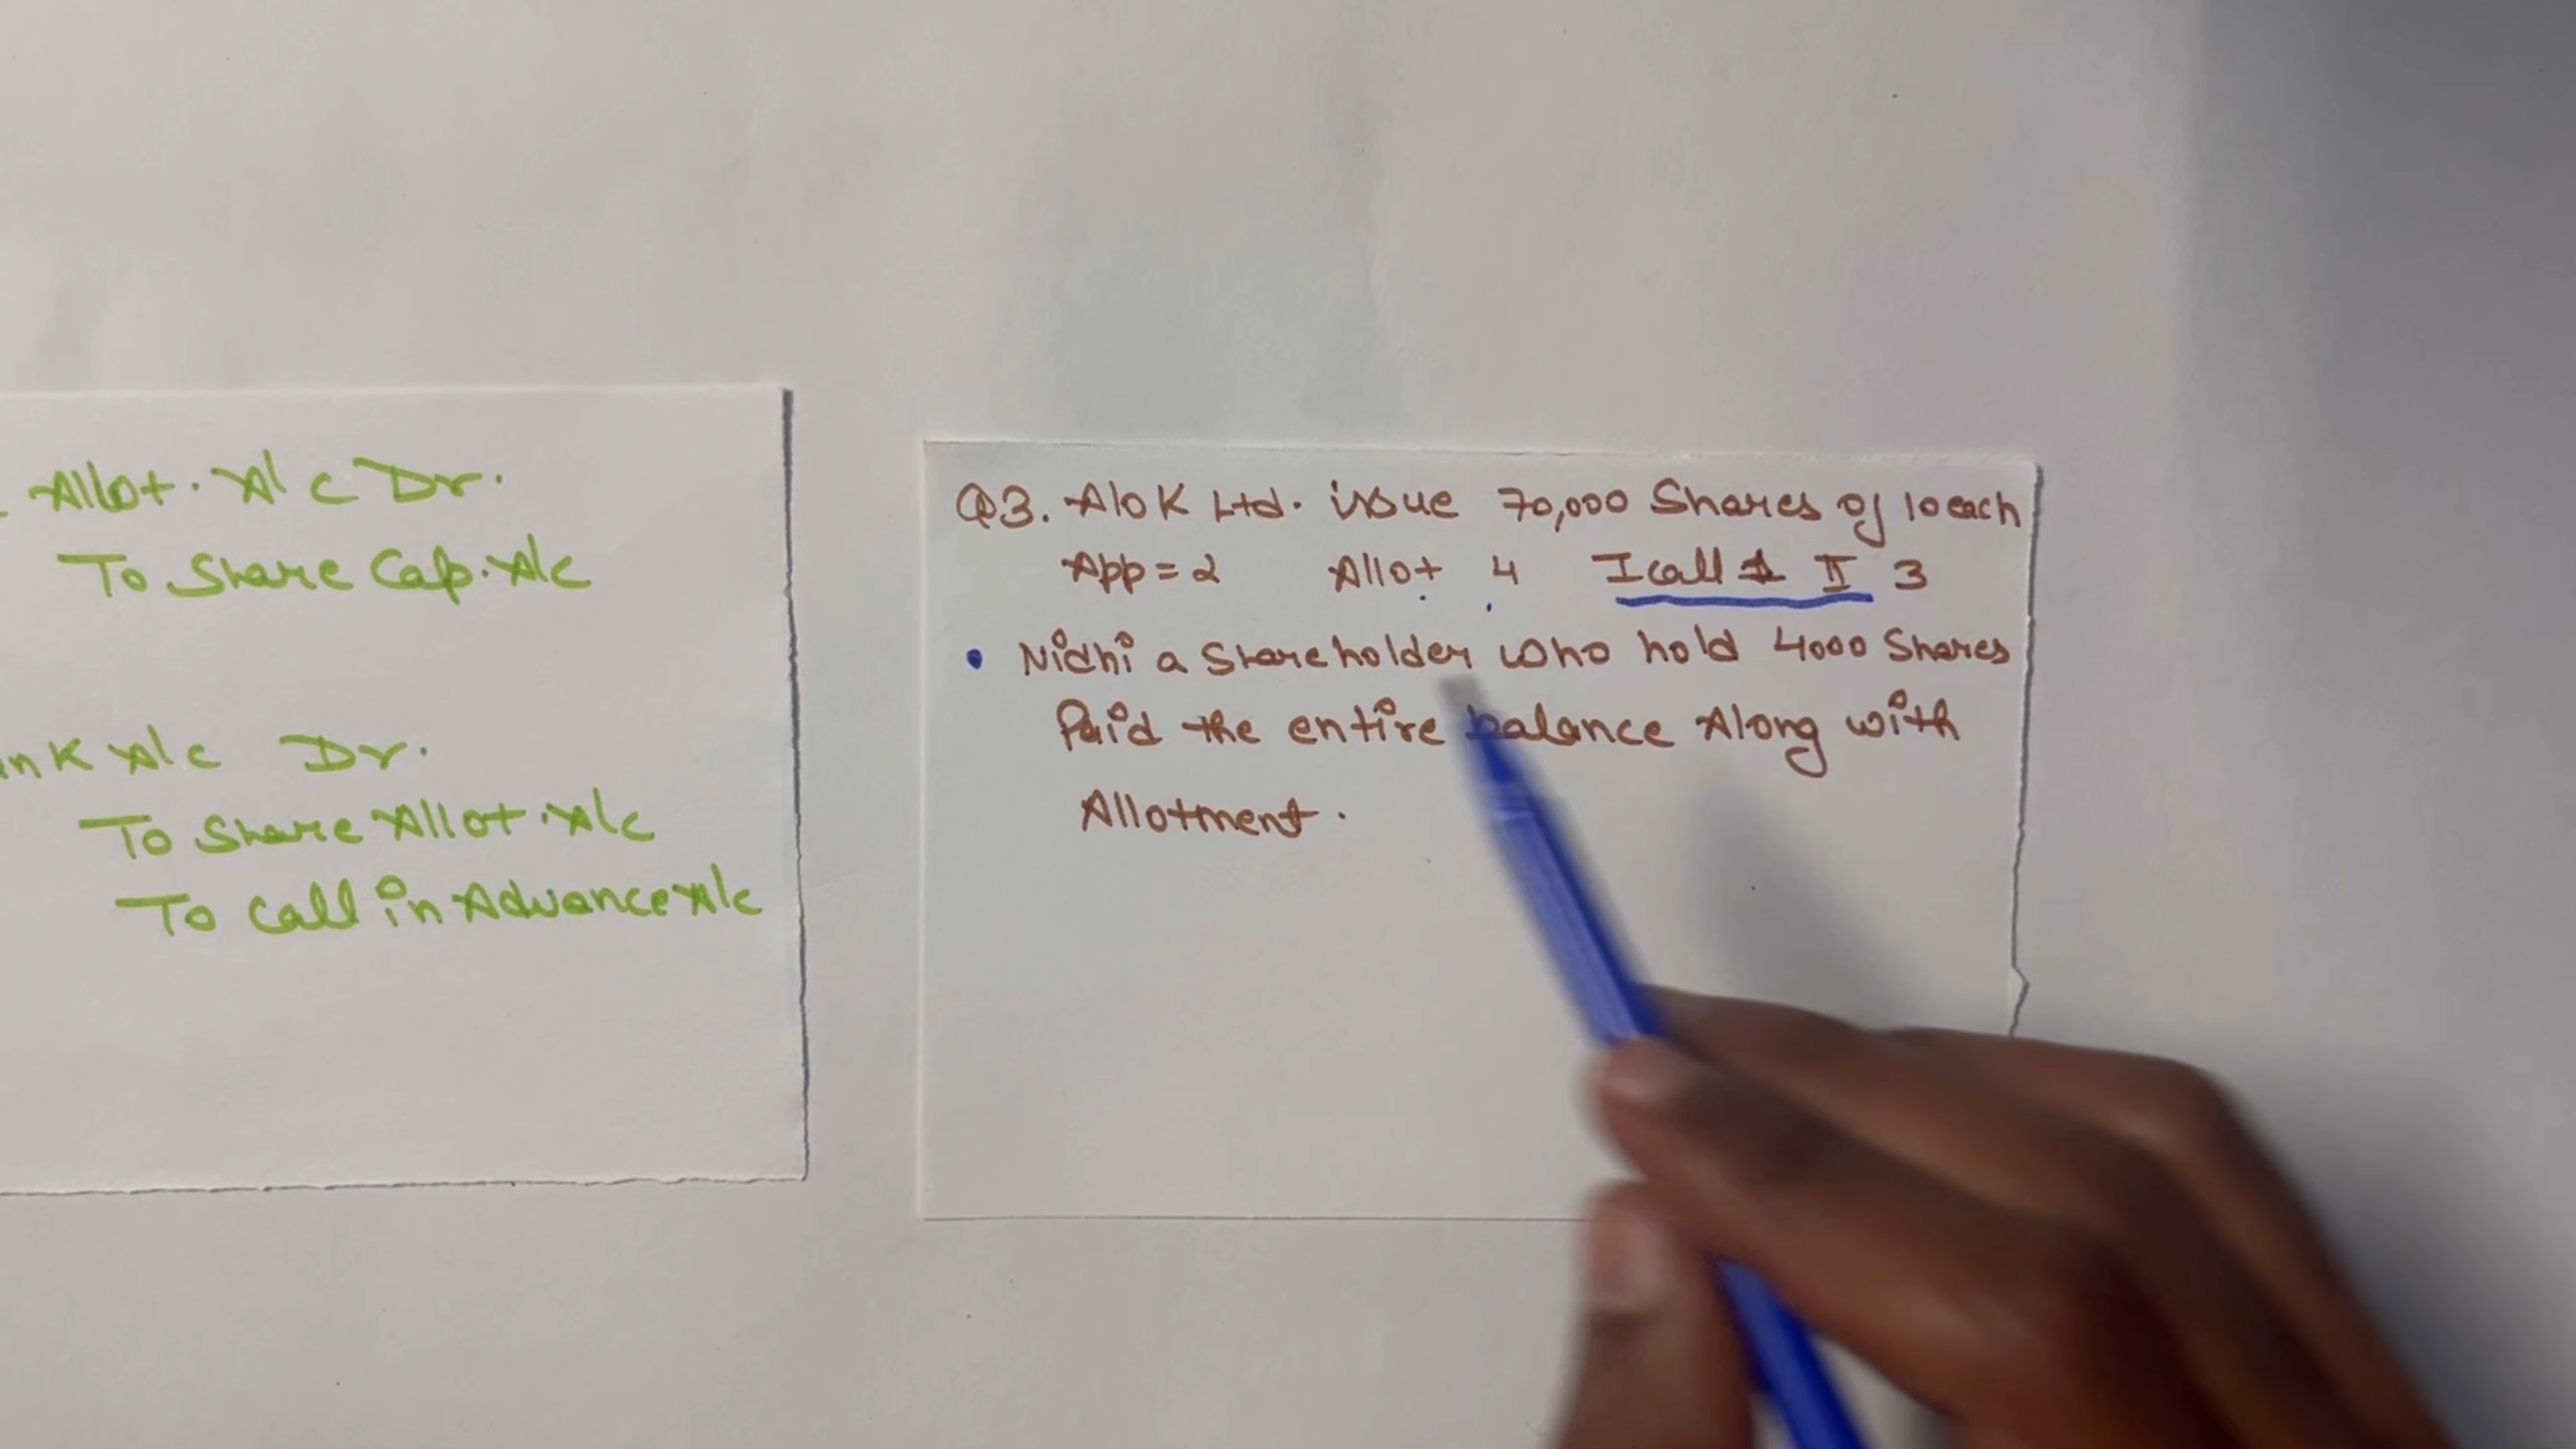 Allot. A/c Dr.
To Share Cap. A/c
nk A/c Dr.
To Share Allot. A/c
To Call in Advance A/c
Q3. Alok Ltd. issue 70,000 Shares of 10 each
App = 2 Allot 4 I call 1 II 3
• Nidhi a Shareholder who hold 4000 Shares
Paid the entire balance Along with
Allotment.